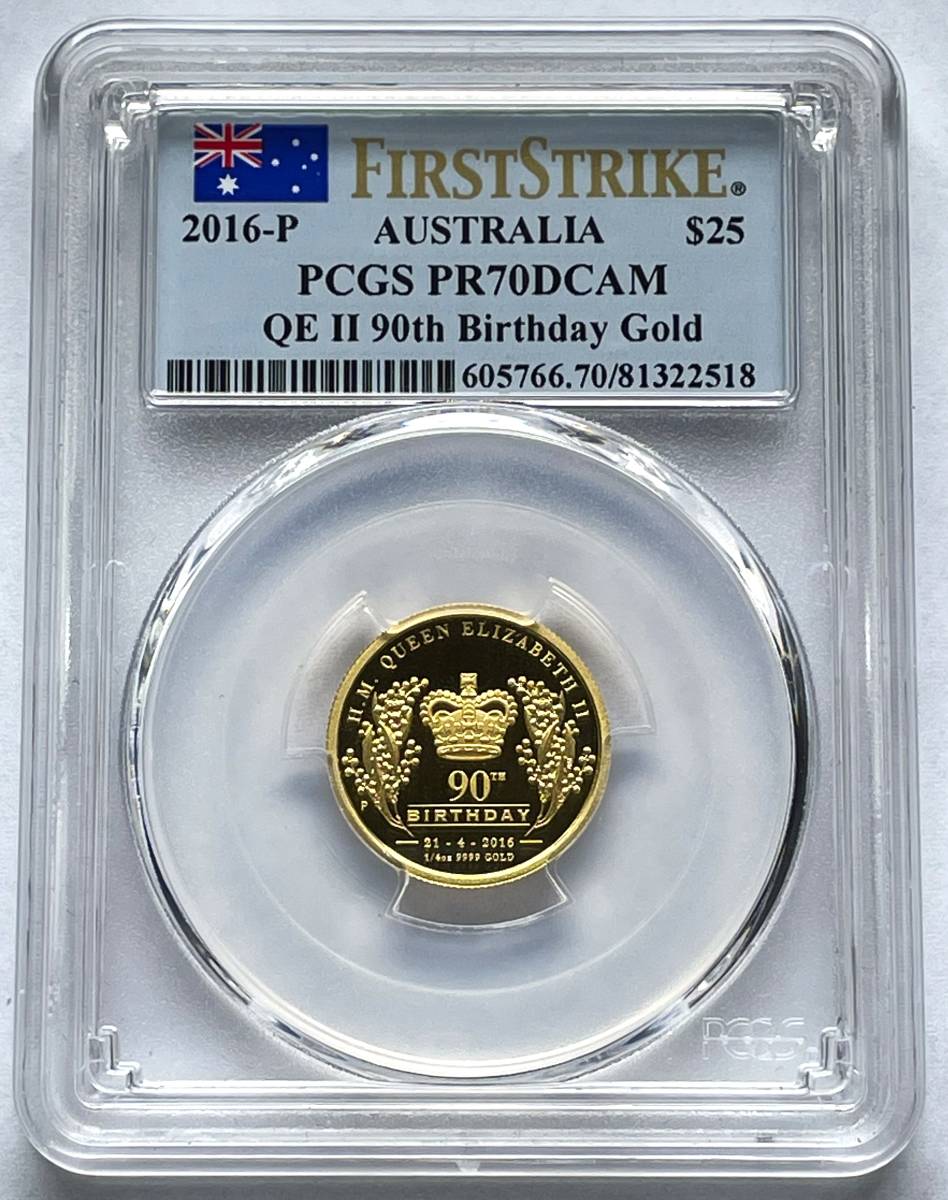 FIRSTSTRIKE®
2016-P AUSTRALIA $25
PCGS PR70DCAM
QE II 90th Birthday Gold
605766.70/81322518
H.M. QUEEN ELIZABETH II
90TH
P
BIRTHDAY
21 - 4 - 2016
1/4oz 9999 GOLD
PCGS